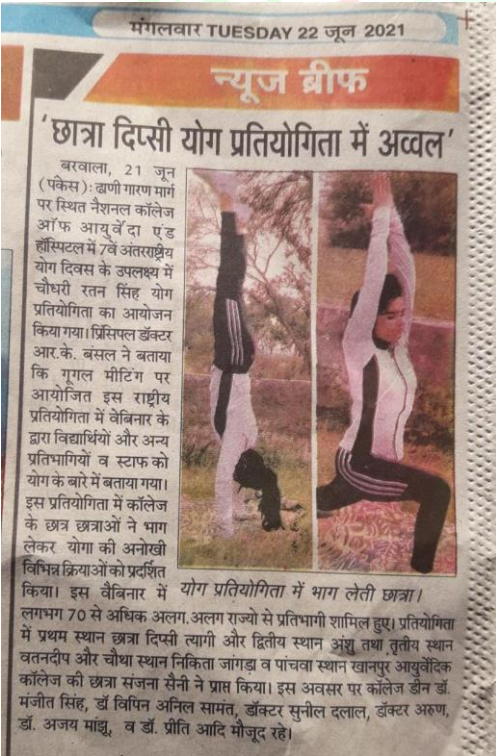 मंगलवार TUESDAY 22 जून 2021
न्यूज ब्रीफ
'छात्रा दिप्सी योग प्रतियोगिता में अव्वल'
बरवाला, 21 जून
(पंकेस): ढाणी गारण मार्ग
पर स्थित नैशनल कॉलेज
ऑफ आयुर्वेदा एंड
हॉस्पिटल में 7वें अंतरराष्ट्रीय
योग दिवस के उपलक्ष्य में
चौधरी रतन सिंह योग
प्रतियोगिता का आयोजन
किया गया। प्रिंसिपल डॉक्टर
आर.के. बंसल ने बताया
कि गूगल मीटिंग पर
आयोजित इस राष्ट्रीय
प्रतियोगिता में वेबिनार के
द्वारा विद्यार्थियों और अन्य
प्रतिभागियों व स्टाफ को
योग के बारे में बताया गया।
इस प्रतियोगिता में कॉलेज
के छात्र छात्राओं ने भाग
लेकर योगा की अनोखी
विभिन्न क्रियाओं को प्रदर्शित
किया। इस वैबिनार में
योग प्रतियोगिता में भाग लेती छात्रा।
लगभग 70 से अधिक अलग.अलग राज्यो से प्रतिभागी शामिल हुए। प्रतियोगिता
में प्रथम स्थान छात्रा दिप्सी त्यागी और द्वितीय स्थान अंशु तथा तृतीय स्थान
वतनदीप और चौथा स्थान निकिता जांगड़ा व पांचवा स्थान खानपुर आयुर्वेदिक
कॉलेज की छात्रा संजना सैनी ने प्राप्त किया। इस अवसर पर कॉलेज डीन डॉ.
मंजीत सिंह, डॉ विपिन अनिल सामंत, डॉक्टर सुनील दलाल, डॉक्टर अरुण,
डॉ. अजय मांझू, व डॉ. प्रीति आदि मौजूद रहे।